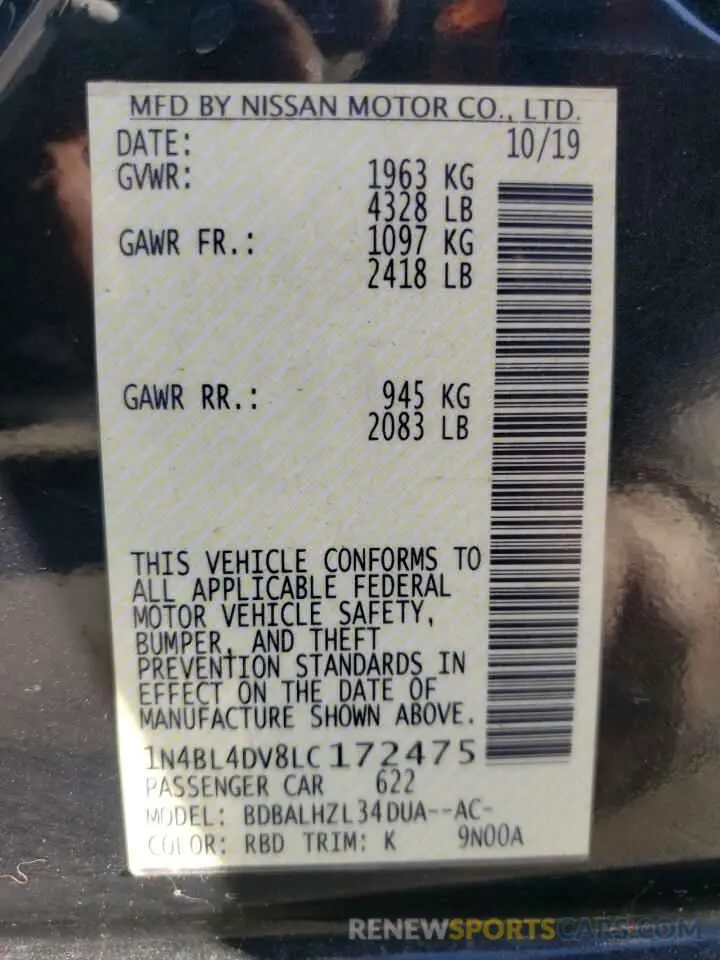 MFD BY NISSAN MOTOR CO., LTD.
DATE: 10/19
GVWR: 1963 KG
4328 LB
GAWR FR.: 1097 KG
2418 LB
GAWR RR.: 945 KG
2083 LB
THIS VEHICLE CONFORMS TO
ALL APPLICABLE FEDERAL
MOTOR VEHICLE SAFETY,
BUMPER, AND THEFT
PREVENTION STANDARDS IN
EFFECT ON THE DATE OF
MANUFACTURE SHOWN ABOVE.
1N4BL4DV8LC172475
PASSENGER CAR 622
MODEL: BDBALHZL34DUA--AC-
COLOR: RBD TRIM: K 9N00A
RENEWSPORTSCARS.COM